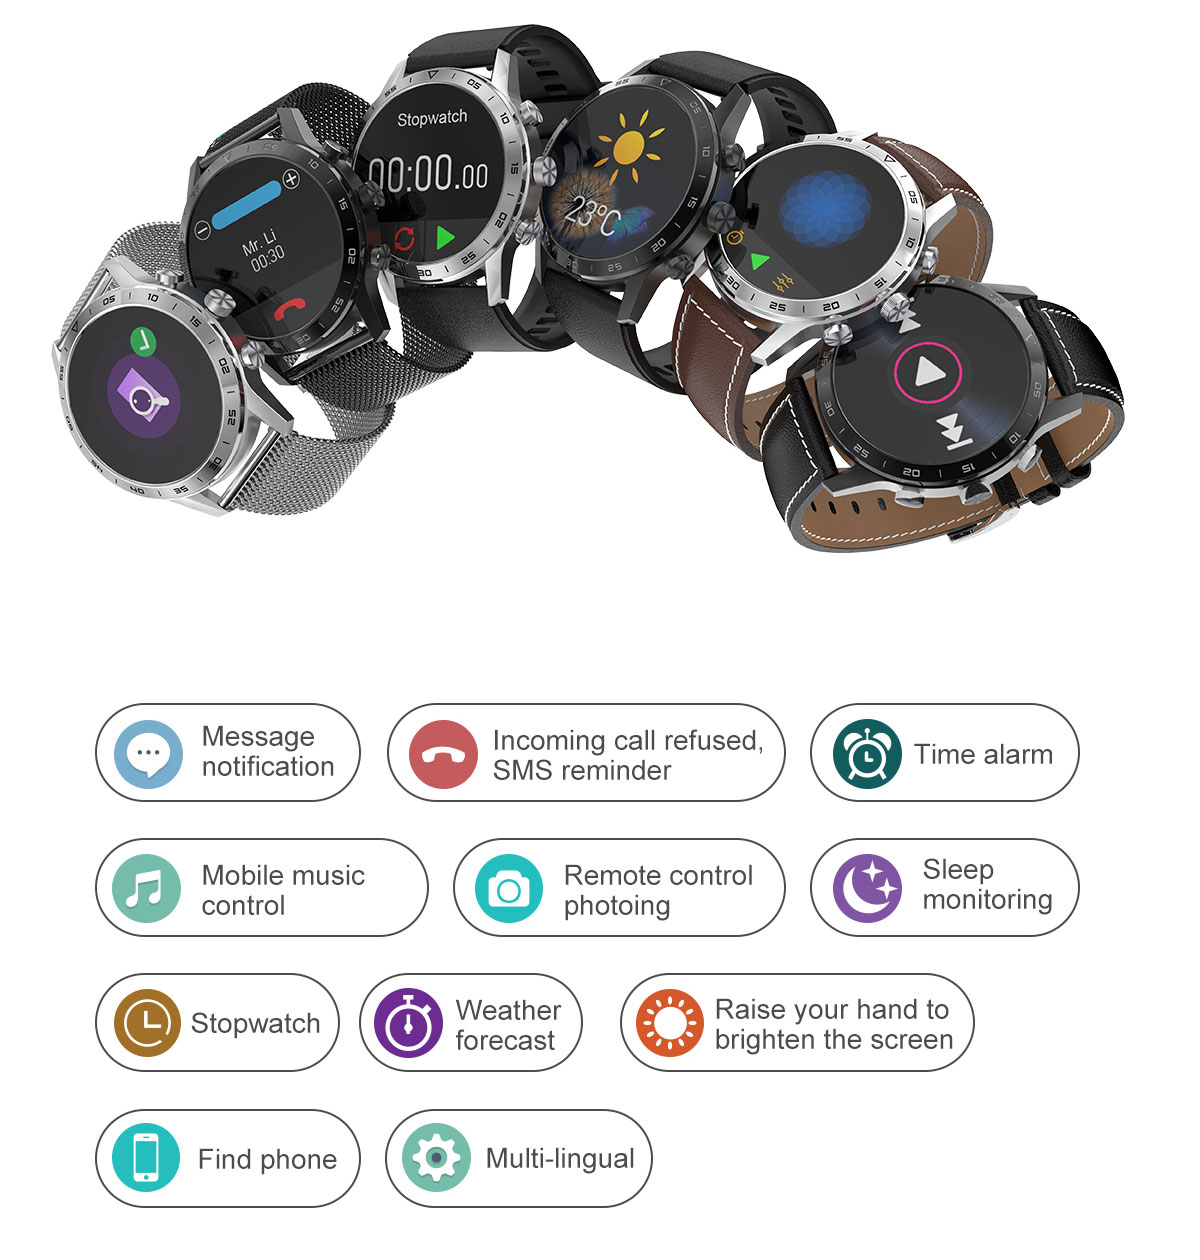 Stopwatch
00:00.00
Mr. Li
00:30
23°C
Message
notification
Incoming call refused,
SMS reminder
Time alarm
Mobile music
control
Remote control
photoing
Sleep
monitoring
Stopwatch
Weather
forecast
Raise your hand to
brighten the screen
Find phone
Multi-lingual